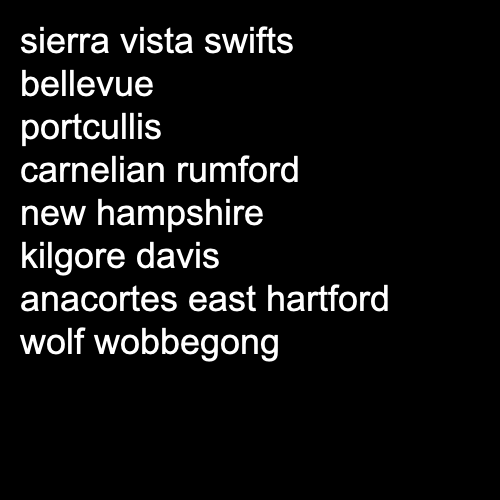 sierra vista swifts
bellevue
portcullis
carnelian rumford
new hampshire
kilgore davis
anacortes east hartford
wolf wobbegong